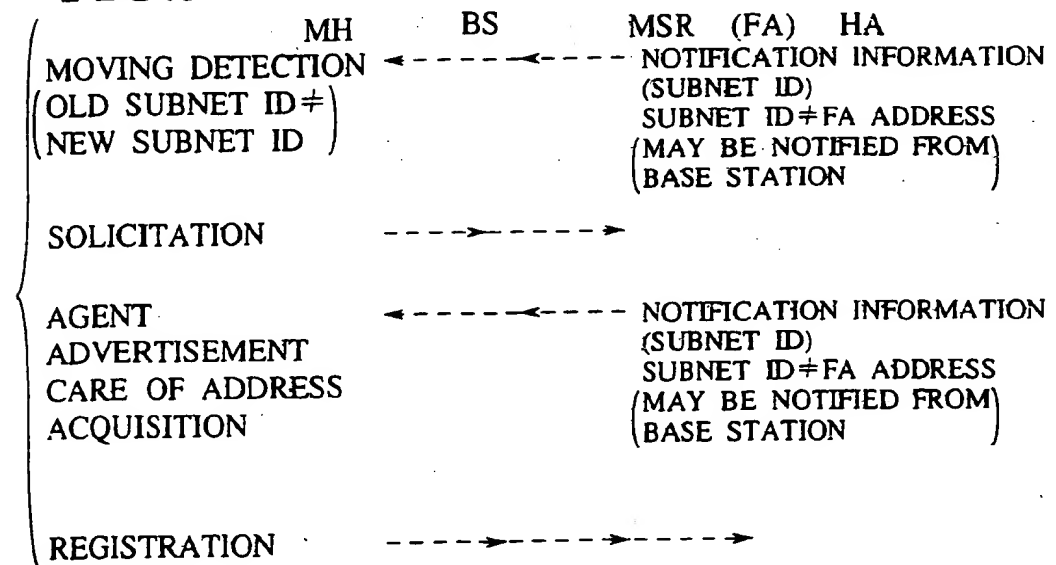 MH BS MSR (FA) HA
MOVING DETECTION NOTIFICATION INFORMATION
(OLD SUBNET ID≠ (SUBNET ID)
NEW SUBNET ID) SUBNET ID≠FA ADDRESS
(MAY BE NOTIFIED FROM
BASE STATION)
SOLICITATION
AGENT NOTIFICATION INFORMATION
ADVERTISEMENT (SUBNET ID)
CARE OF ADDRESS SUBNET ID≠FA ADDRESS
ACQUISITION (MAY BE NOTIFIED FROM
BASE STATION)
REGISTRATION